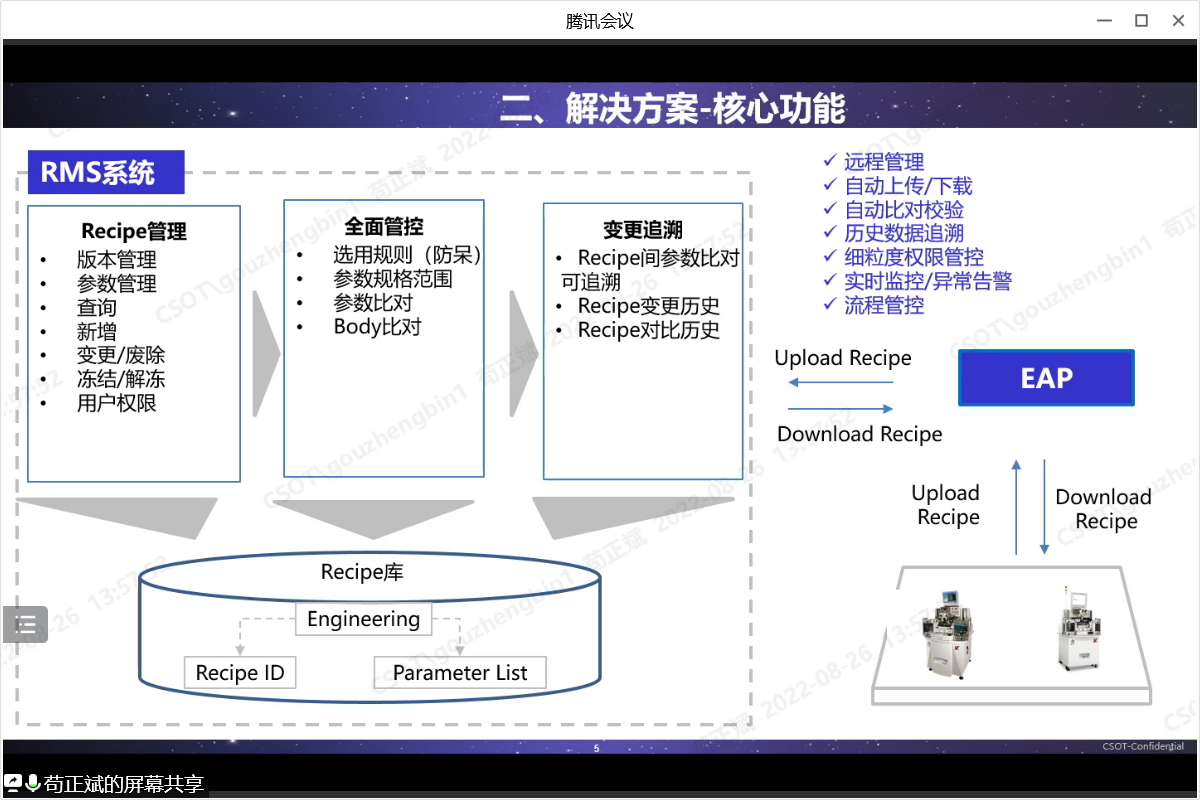 腾讯会议
二、解决方案-核心功能
RMS系统
Recipe管理
• 版本管理
• 参数管理
• 查询
• 新增
• 变更/废除
• 冻结/解冻
• 用户权限
全面管控
• 选用规则（防呆）
• 参数规格范围
• 参数比对
• Body比对
变更追溯
• Recipe间参数比对
可追溯
• Recipe变更历史
• Recipe对比历史
✓ 远程管理
✓ 自动上传/下载
✓ 自动比对校验
✓ 历史数据追溯
✓ 细粒度权限管控
✓ 实时监控/异常告警
✓ 流程管控
Upload Recipe
Download Recipe
EAP
Upload
Recipe
Download
Recipe
Recipe库
Engineering
Recipe ID
Parameter List
CSOT\gouzhengbin1 苟正斌 2022-08-26 13:57:52
5
CSOT-Confidential
苟正斌的屏幕共享